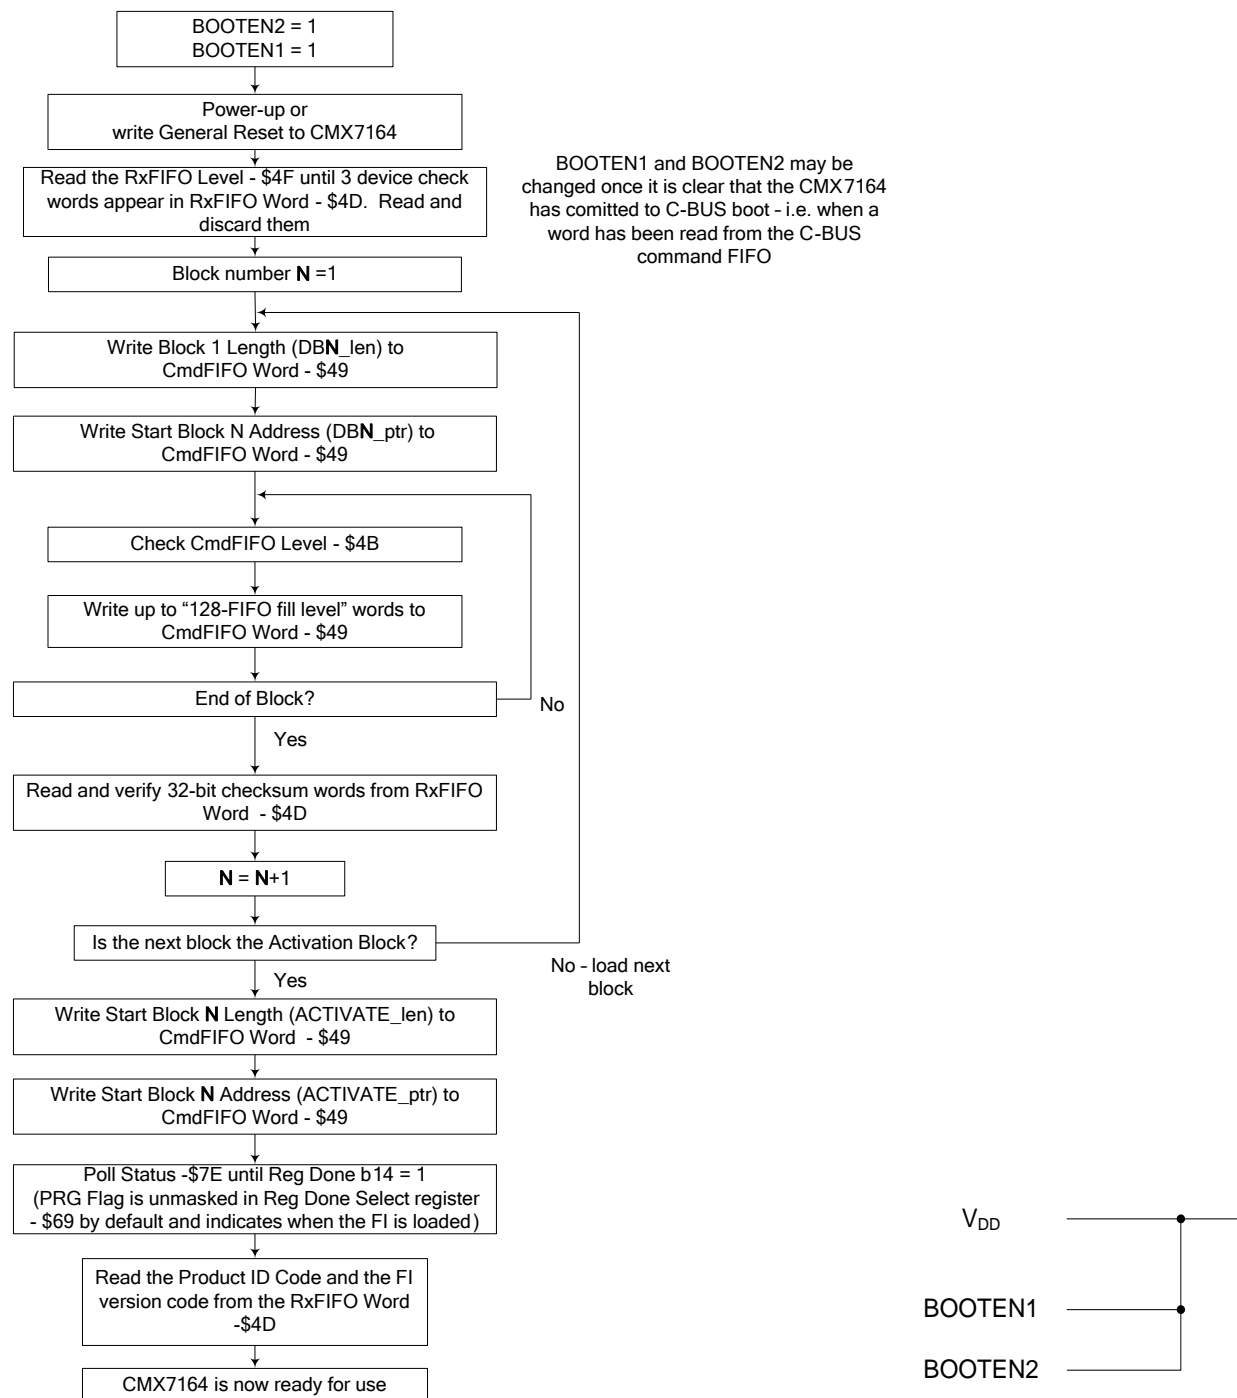 BOOTEN2 = 1
BOOTEN1 = 1
Power-up or
write General Reset to CMX7164
Read the RxFIFO Level - $4F until 3 device check
words appear in RxFIFO Word - $4D.  Read and
discard them
BOOTEN1 and BOOTEN2 may be
changed once it is clear that the CMX7164
has comitted to C-BUS boot - i.e. when a
word has been read from the C-BUS
command FIFO
Block number N =1
Write Block 1 Length (DBN_len) to
CmdFIFO Word - $49
Write Start Block N Address (DBN_ptr) to
CmdFIFO Word - $49
Check CmdFIFO Level - $4B
Write up to “128-FIFO fill level” words to
CmdFIFO Word - $49
End of Block?
No
Yes
Read and verify 32-bit checksum words from RxFIFO
Word  - $4D
N = N+1
Is the next block the Activation Block?
No - load next
block
Yes
Write Start Block N Length (ACTIVATE_len) to
CmdFIFO Word  - $49
Write Start Block N Address (ACTIVATE_ptr) to
CmdFIFO Word - $49
Poll Status -$7E until Reg Done b14 = 1
(PRG Flag is unmasked in Reg Done Select register
- $69 by default and indicates when the FI is loaded)
Read the Product ID Code and the FI
version code from the RxFIFO Word
-$4D
CMX7164 is now ready for use
VDD
BOOTEN1
BOOTEN2